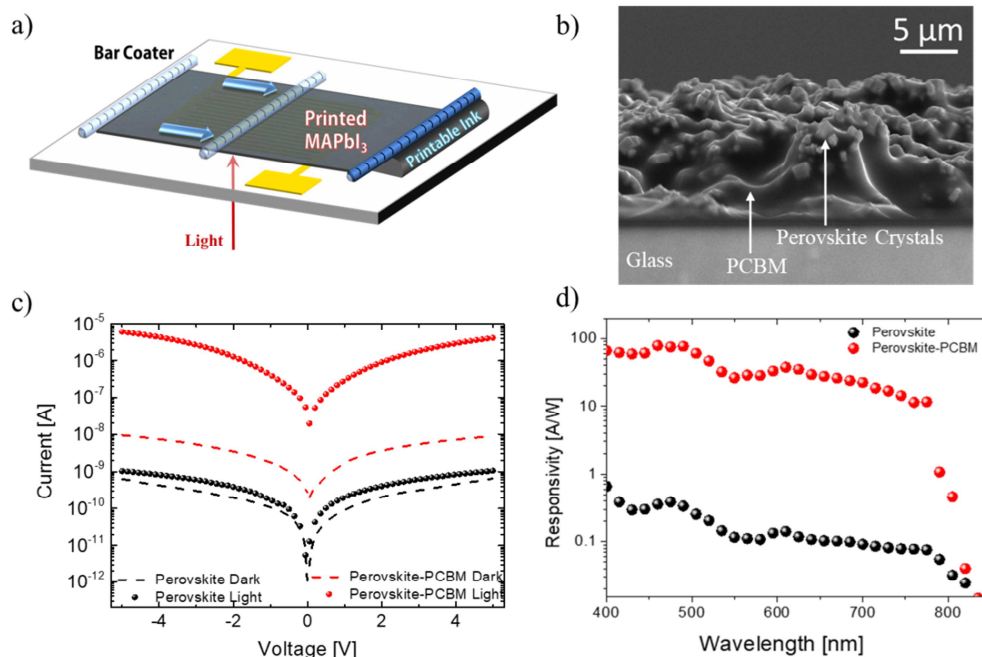 a)
Bar Coater
Printed
MAPbI₃
Printable Ink
Light
b)
5 μm
Perovskite Crystals
Glass
PCBM
c)
10⁻⁵
10⁻⁶
10⁻⁷
10⁻⁸
10⁻⁹
10⁻¹⁰
10⁻¹¹
10⁻¹²
Current [A]
Perovskite Dark
Perovskite Light
Perovskite-PCBM Dark
Perovskite-PCBM Light
-4 -2 0 2 4
Voltage [V]
d)
Perovskite
Perovskite-PCBM
100
10
1
0.1
Responsivity [A/W]
400 500 600 700 800
Wavelength [nm]